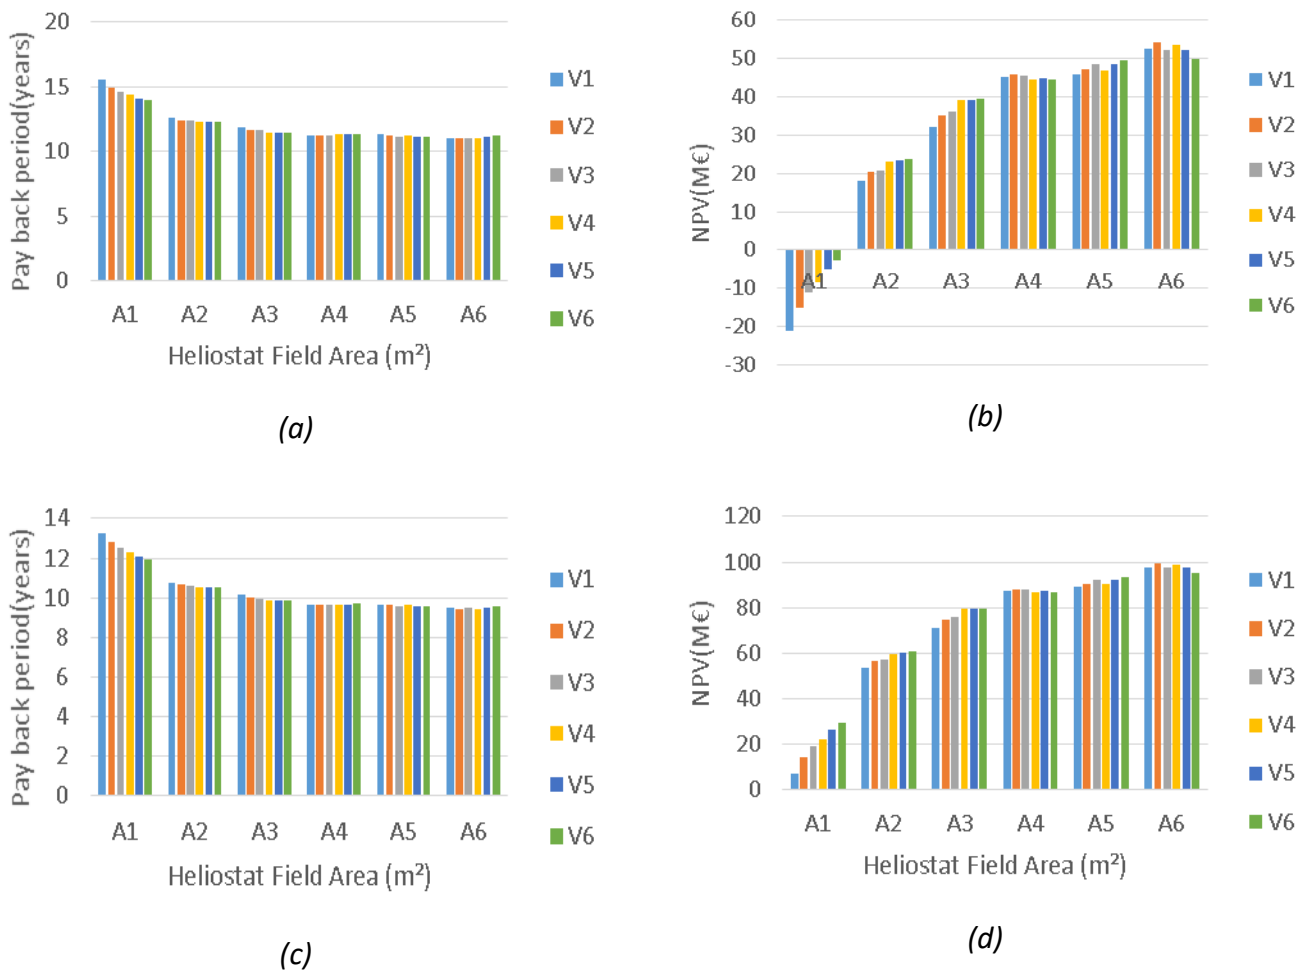 Pay back period(years)
20
15
10
5
0
A1 A2 A3 A4 A5 A6
Heliostat Field Area (m²)
V1
V2
V3
V4
V5
V6
(a)
NPV(M€)
60
50
40
30
20
10
0
-10
-20
-30
A1 A2 A3 A4 A5 A6
V1
V2
V3
V4
V5
V6
(b)
Pay back period(years)
14
12
10
8
6
4
2
0
A1 A2 A3 A4 A5 A6
Heliostat Field Area (m²)
V1
V2
V3
V4
V5
V6
(c)
NPV(M€)
120
100
80
60
40
20
0
A1 A2 A3 A4 A5 A6
Heliostat Field Area (m²)
V1
V2
V3
V4
V5
V6
(d)